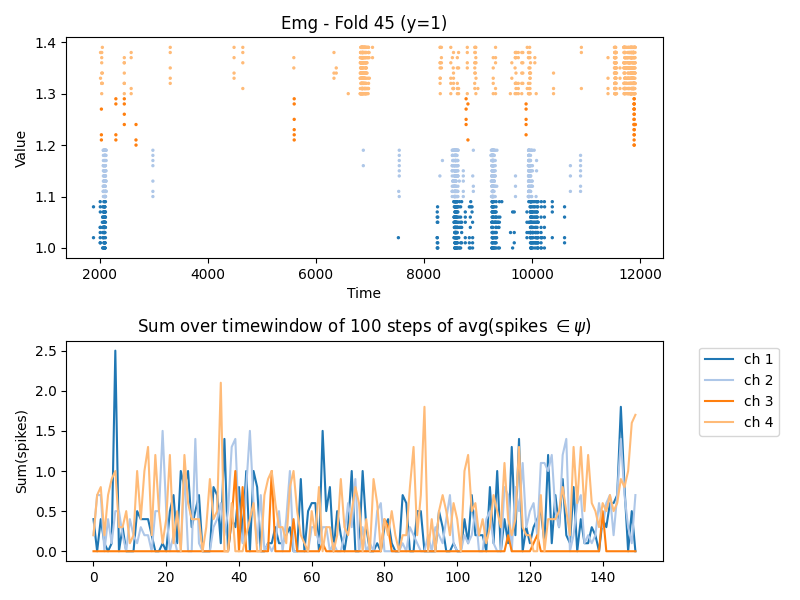 Emg - Fold 45 (y=1)
1.4
1.3
1.2
1.1
1.0
Value
2000 4000 6000 8000 10000 12000
Time
Sum over timewindow of 100 steps of avg(spikes ∈ψ)
2.5
2.0
1.5
1.0
0.5
0.0
Sum(spikes)
0 20 40 60 80 100 120 140
ch 1
ch 2
ch 3
ch 4